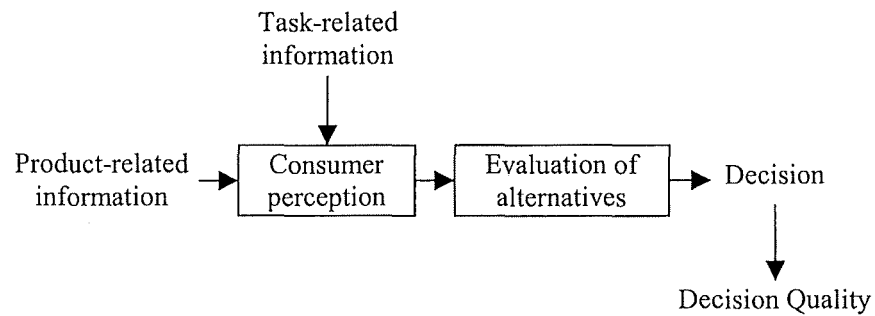 Task-related
information
Product-related
information
Consumer
perception
Evaluation of
alternatives
Decision
Decision Quality